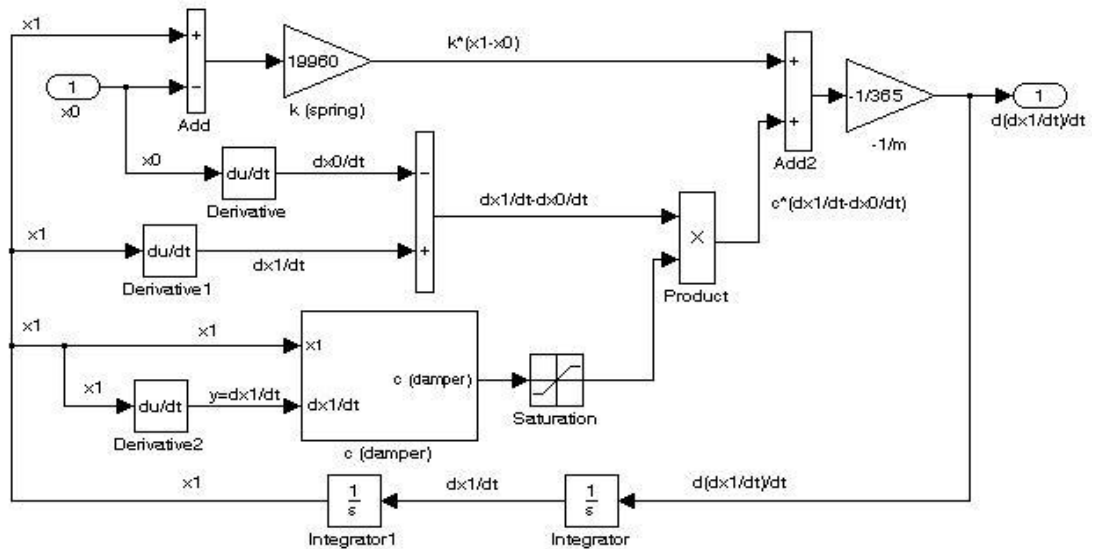 x1
+
-
1
x0
Add
19960
k (spring)
k*(x1-x0)
+
+
Add2
-1/365
-1/m
1
d(dx1/dt)/dt
x0
du/dt
Derivative
dx0/dt
-
+
x1
du/dt
Derivative1
dx1/dt
dx1/dt-dx0/dt
×
Product
c*(dx1/dt-dx0/dt)
x1
x1
x1
du/dt
Derivative2
y=dx1/dt
x1
dx1/dt
c (damper)
c (damper)
Saturation
x1
1
s
Integrator1
dx1/dt
1
s
Integrator
d(dx1/dt)/dt